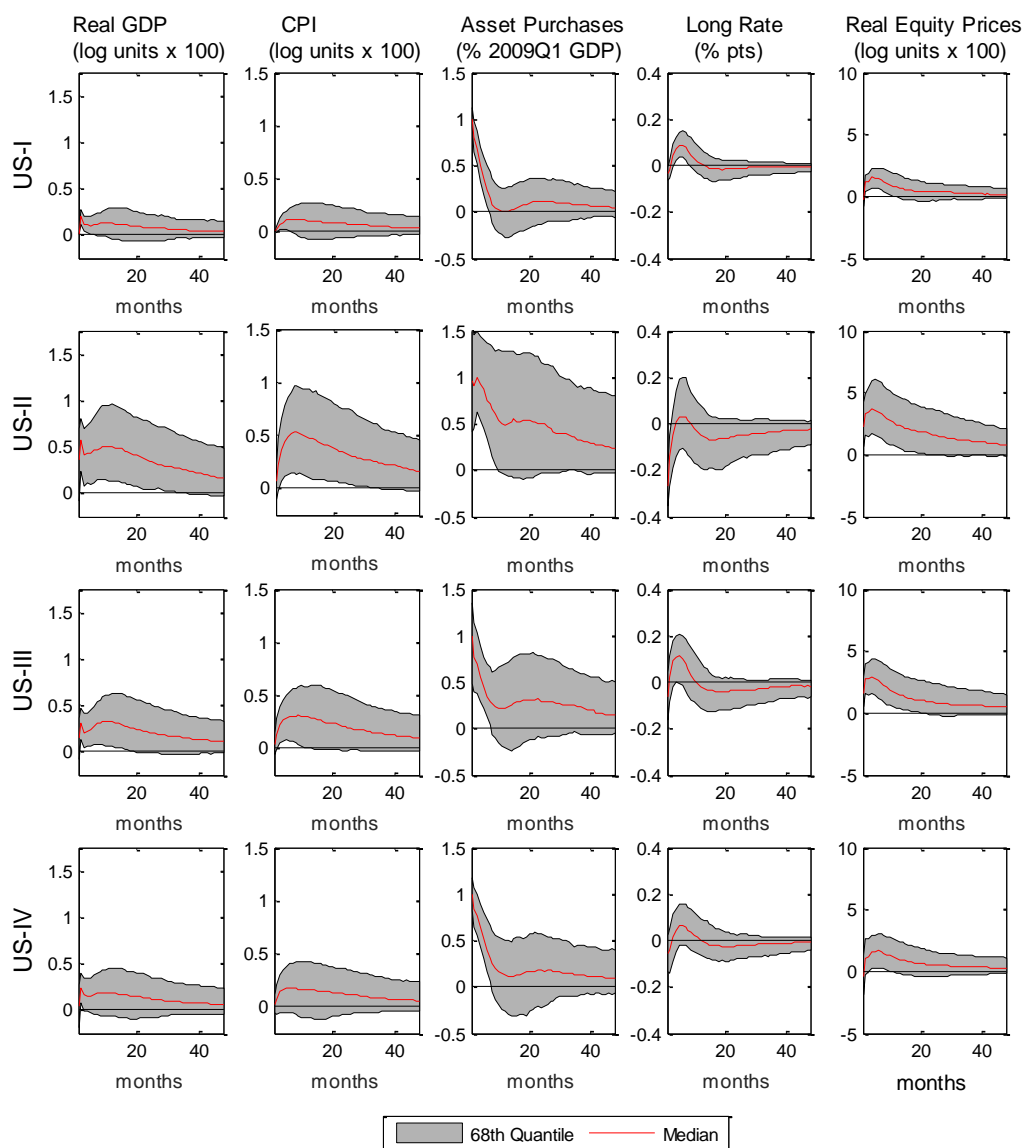 Real GDP CPI Asset Purchases Long Rate Real Equity Prices
(log units x 100) (log units x 100) (% 2009Q1 GDP) (% pts) (log units x 100)
US-I
1.5 1.5 1.5 0.4 10
1 1 1 0.2 5
0.5 0.5 0.5 0 0
0 0 0 -0.2
-0.5 -0.4 -5
20 40 20 40 20 40 20 40 20 40
months months months months months
US-II
1.5 1.5 1.5 0.4 10
1 1 1 0.2 5
0.5 0.5 0.5 0 0
0 0 0 -0.2
-0.5 -0.4 -5
20 40 20 40 20 40 20 40 20 40
months months months months months
US-III
1.5 1.5 1.5 0.4 10
1 1 1 0.2 5
0.5 0.5 0.5 0 0
0 0 0 -0.2
-0.5 -0.4 -5
20 40 20 40 20 40 20 40 20 40
months months months months months
US-IV
1.5 1.5 1.5 0.4 10
1 1 1 0.2 5
0.5 0.5 0.5 0 0
0 0 0 -0.2
-0.5 -0.4 -5
20 40 20 40 20 40 20 40 20 40
months months months months months
68th Quantile Median